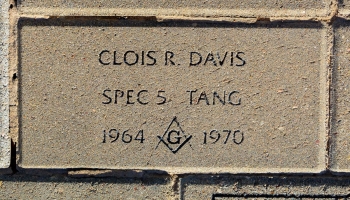 CLOIS R. DAVIS
SPEC 5 TANG
1964 G 1970